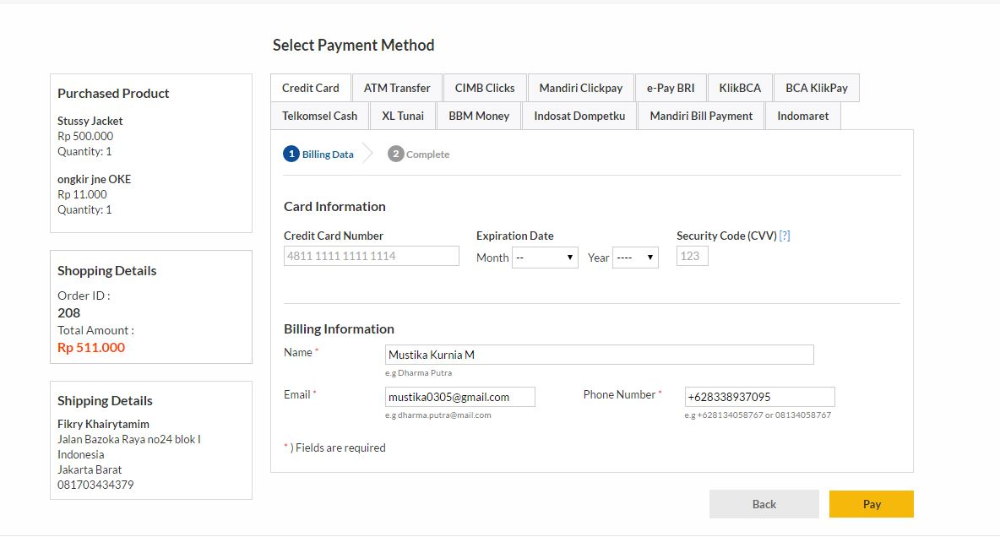 Select Payment Method
Purchased Product
Stussy Jacket
Rp 500.000
Quantity: 1
ongkir jne OKE
Rp 11.000
Quantity: 1
Shopping Details
Order ID :
208
Total Amount :
Rp 511.000
Shipping Details
Fikry Khairytamim
Jalan Bazoka Raya no24 blok I
Indonesia
Jakarta Barat
081703434379
Credit Card ATM Transfer CIMB Clicks Mandiri Clickpay e-Pay BRI KlikBCA BCA KlikPay
Telkomsel Cash XL Tunai BBM Money Indosat Dompetku Mandiri Bill Payment Indomaret
1 Billing Data 2 Complete
Card Information
Credit Card Number Expiration Date Security Code (CVV) [?]
4811 1111 1111 1114 Month -- Year ---- 123
Billing Information
Name * Mustika Kurnia M
e.g Dharma Putra
Email * mustika0305@gmail.com Phone Number * +628338937095
e.g dharma.putra@mail.com e.g +628134058767 or 08134058767
* ) Fields are required
Back Pay